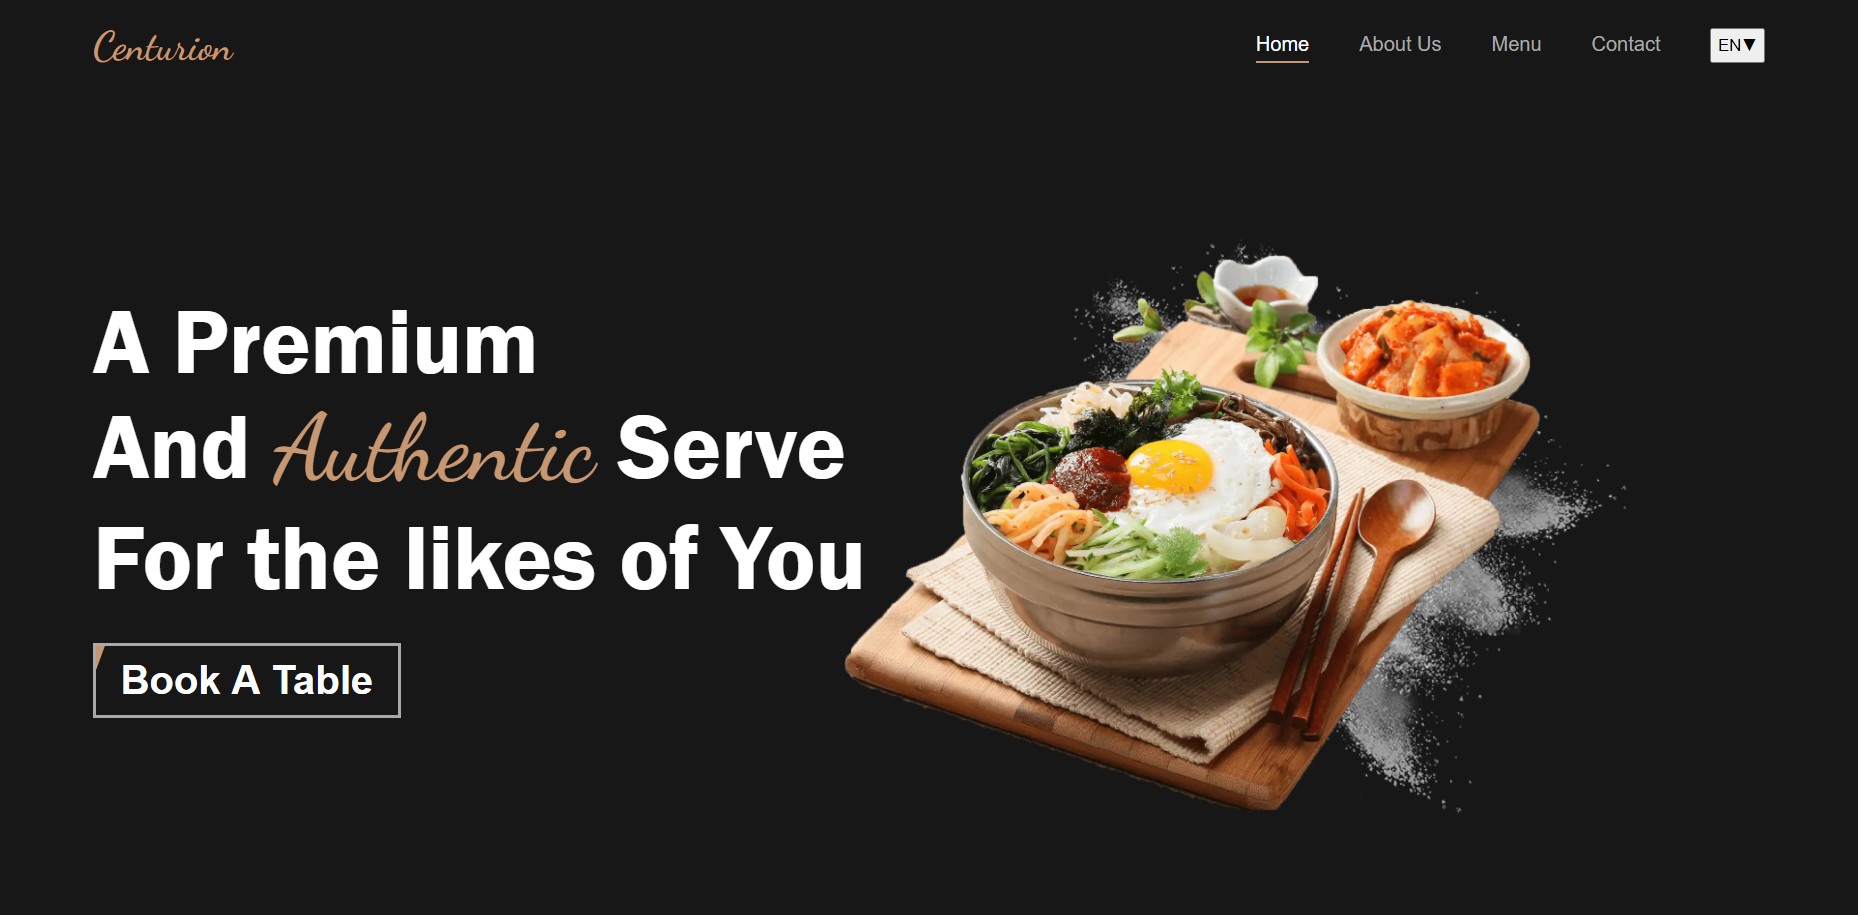 Centurion
Home About Us Menu Contact EN▼
A Premium
And Authentic Serve
For the likes of You
Book A Table